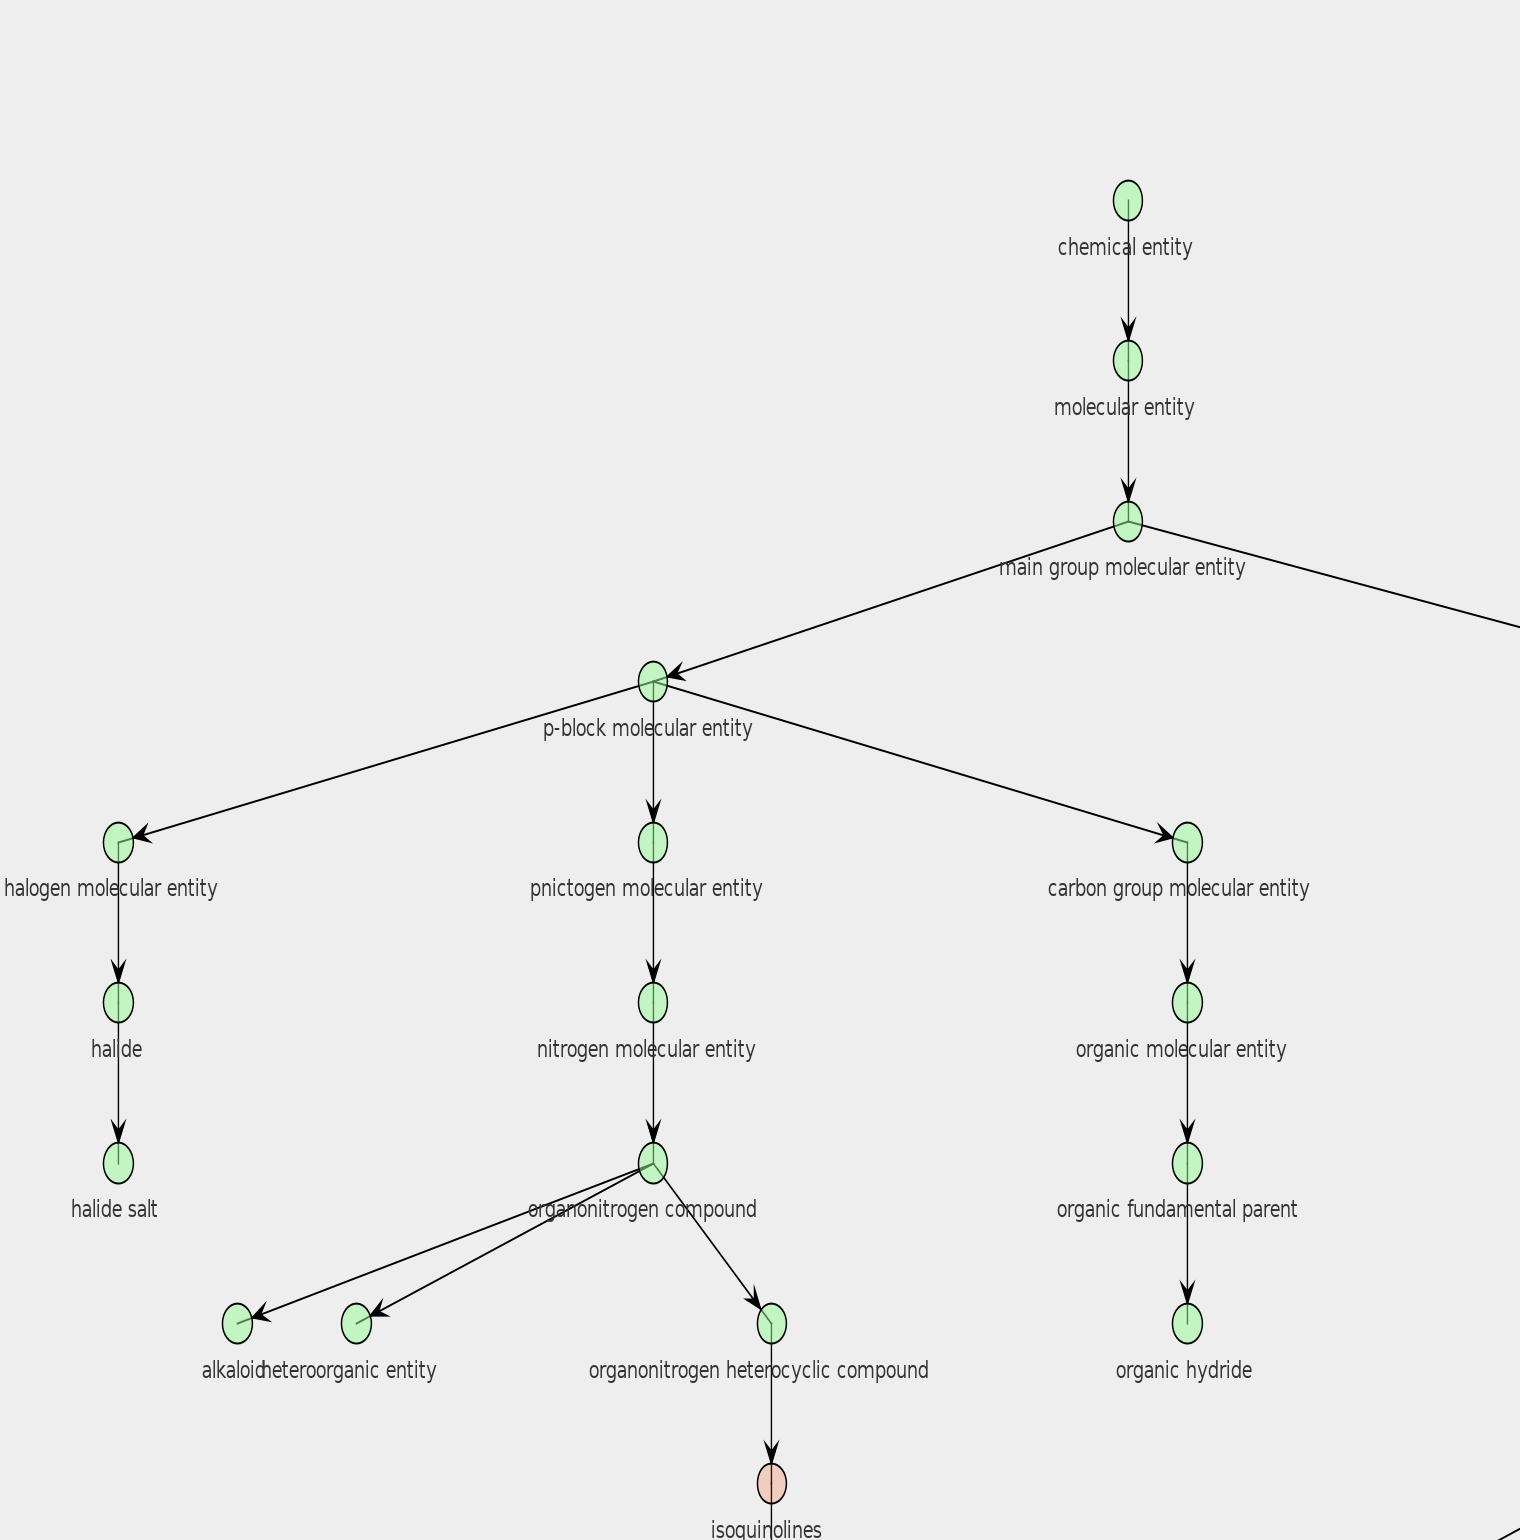 chemical entity
molecular entity
main group molecular entity
p-block molecular entity
halogen molecular entity
pnictogen molecular entity
carbon group molecular entity
halide
nitrogen molecular entity
organic molecular entity
halide salt
organonitrogen compound
organic fundamental parent
alkaloid
heteroorganic entity
organonitrogen heterocyclic compound
organic hydride
isoquinolines